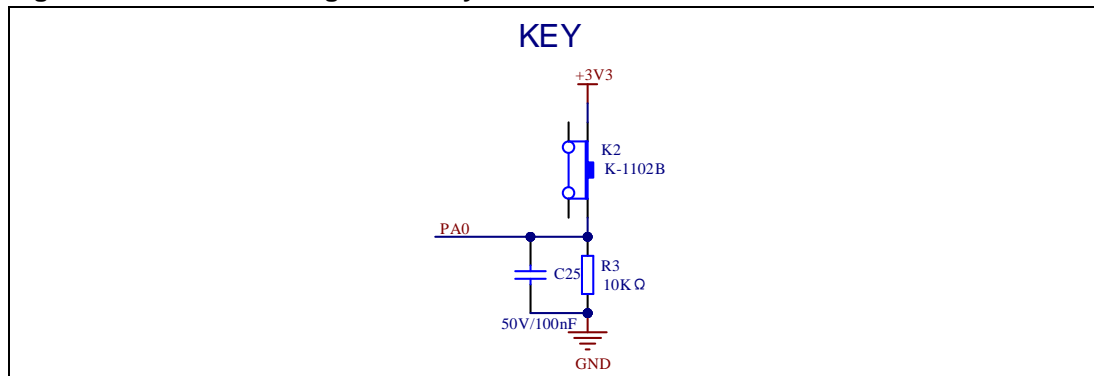 KEY
+3V3
K2
K-1102B
PA0
C25
R3
10KΩ
50V/100nF
GND